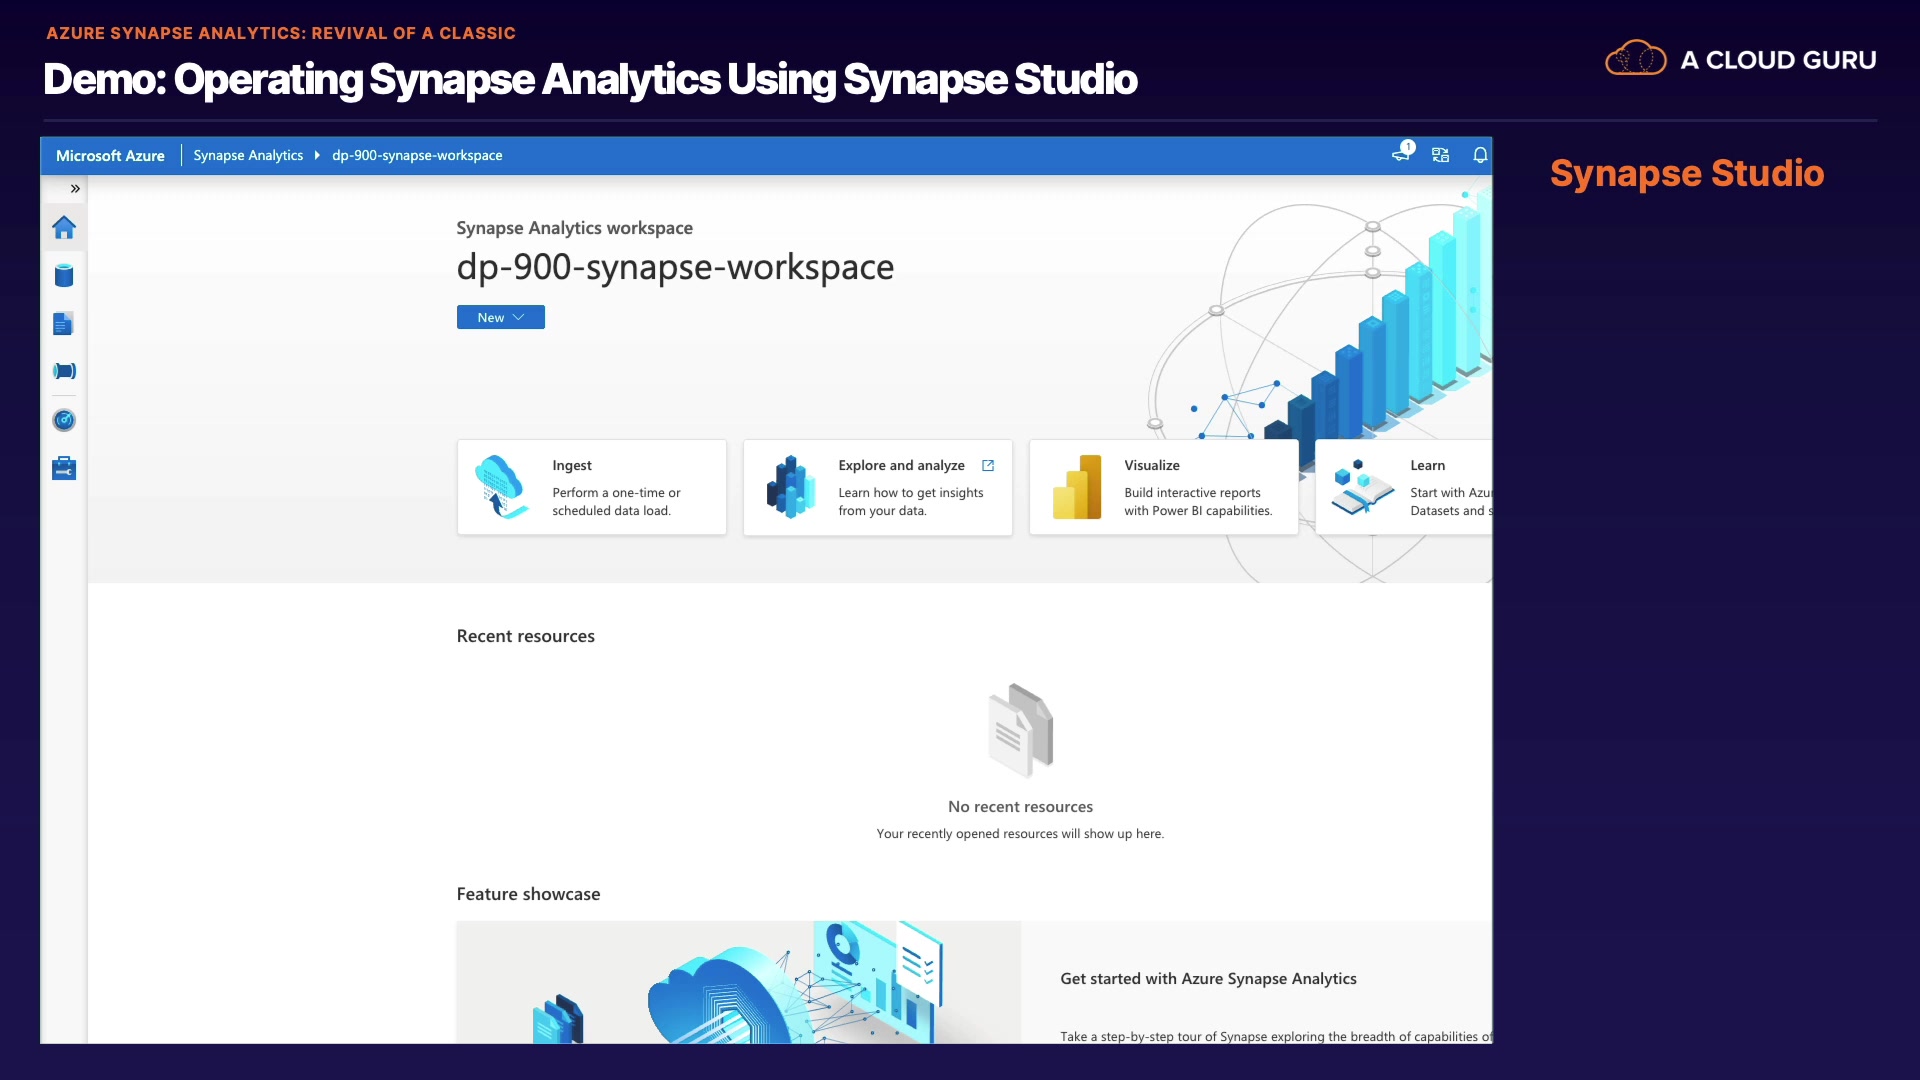 AZURE SYNAPSE ANALYTICS: REVIVAL OF A CLASSIC
Demo: Operating Synapse Analytics Using Synapse Studio
A CLOUD GURU
Microsoft Azure
Synapse Analytics
dp-900-synapse-workspace
1
Synapse Studio
Synapse Analytics workspace
dp-900-synapse-workspace
New
Ingest
Perform a one-time or
scheduled data load.
Explore and analyze
Learn how to get insights
from your data.
Visualize
Build interactive reports
with Power BI capabilities.
Learn
Start with
Datasets and
Recent resources
No recent resources
Your recently opened resources will show up here.
Feature showcase
Get started with Azure Synapse Analytics
Take a step-by-step tour of Synapse exploring the breadth of capabilities of